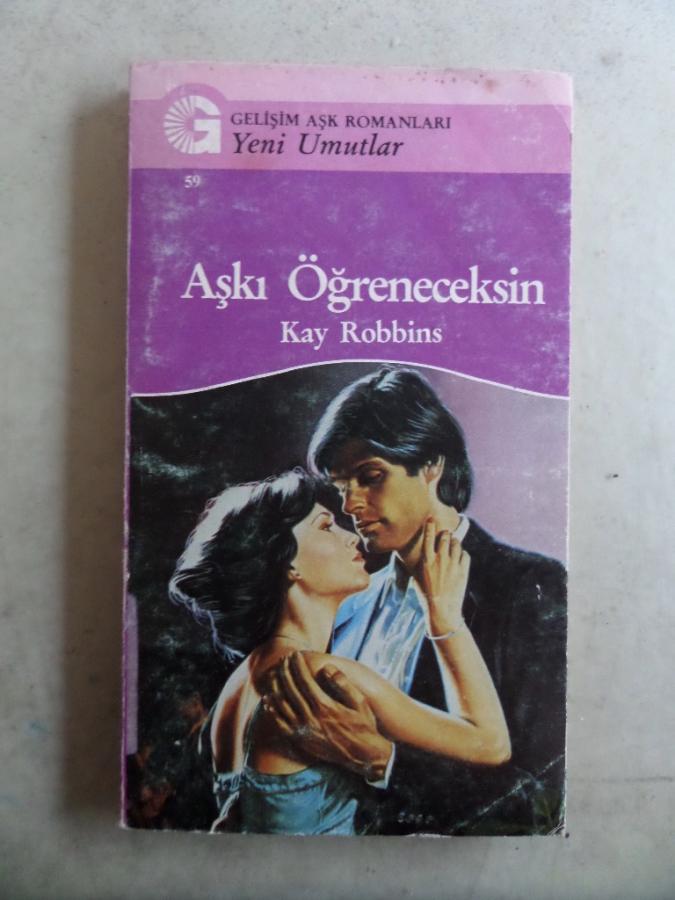 G
GELİŞİM AŞK ROMANLARI
Yeni Umutlar
59
Aşkı Öğreneceksin
Kay Robbins